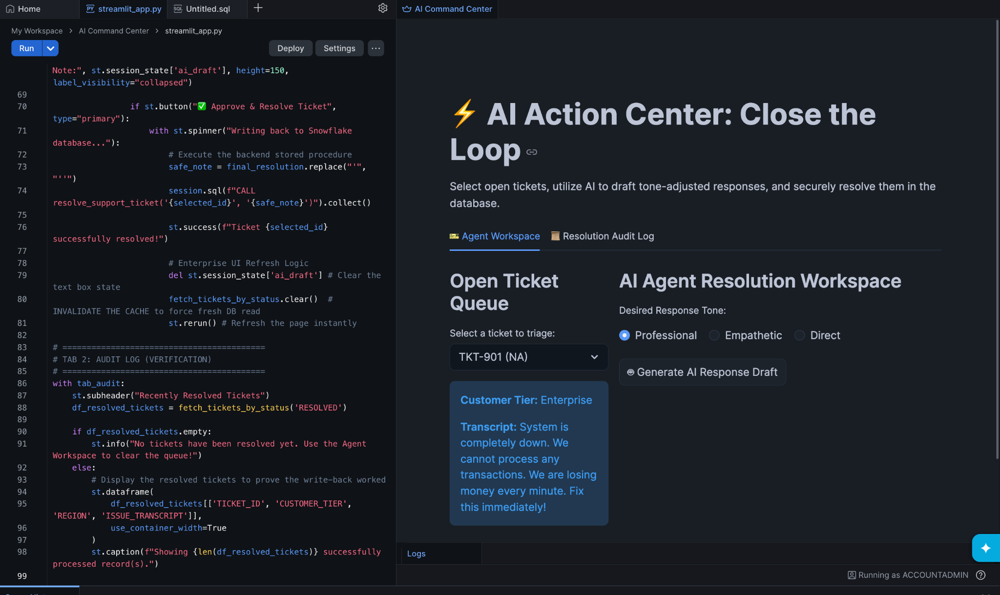 Home
streamlit_app.py
Untitled.sql
AI Command Center
My Workspace > AI Command Center > streamlit_app.py
Run
Deploy
Settings
Note:", st.session_state['ai_draft'], height=150,
label_visibility="collapsed")
69
70 if st.button("✅ Approve & Resolve Ticket",
type="primary"):
71 with st.spinner("Writing back to Snowflake
database..."):
72 # Execute the backend stored procedure
73 safe_note = final_resolution.replace("'",
"''")
74 session.sql(f"CALL
resolve_support_ticket('{selected_id}', '{safe_note}')").collect()
75
76 st.success(f"Ticket {selected_id}
successfully resolved!")
77
78 # Enterprise UI Refresh Logic
79 del st.session_state['ai_draft'] # Clear the
text box state
80 fetch_tickets_by_status.clear()  #
INVALIDATE THE CACHE to force fresh DB read
81 st.rerun() # Refresh the page instantly
82
83 # ==========================================
84 # TAB 2: AUDIT LOG (VERIFICATION)
85 # ==========================================
86 with tab_audit:
87 st.subheader("Recently Resolved Tickets")
88 df_resolved_tickets = fetch_tickets_by_status('RESOLVED')
89
90 if df_resolved_tickets.empty:
91 st.info("No tickets have been resolved yet. Use the Agent
Workspace to clear the queue!")
92 else:
93 # Display the resolved tickets to prove the write-back worked
94 st.dataframe(
95 df_resolved_tickets[['TICKET_ID', 'CUSTOMER_TIER',
'REGION', 'ISSUE_TRANSCRIPT']],
96 use_container_width=True
97 )
98 st.caption(f"Showing {len(df_resolved_tickets)} successfully
processed record(s).")
99
⚡ AI Action Center: Close the
Loop
Select open tickets, utilize AI to draft tone-adjusted responses, and securely resolve them in the
database.
🎫 Agent Workspace
📜 Resolution Audit Log
Open Ticket
Queue
Select a ticket to triage:
TKT-901 (NA)
Customer Tier: Enterprise
Transcript: System is
completely down. We
cannot process any
transactions. We are losing
money every minute. Fix
this immediately!
AI Agent Resolution Workspace
Desired Response Tone:
Professional
Empathetic
Direct
Generate AI Response Draft
Logs
Running as ACCOUNTADMIN